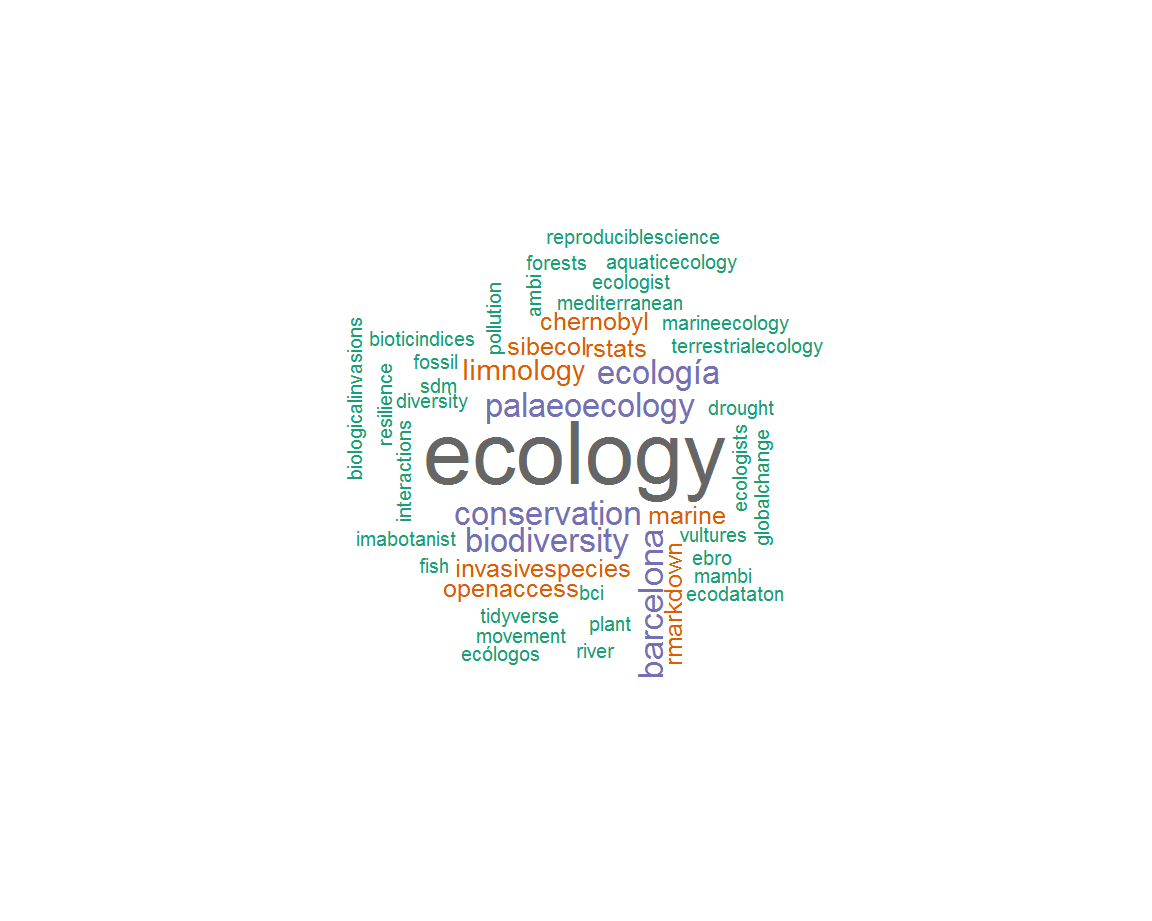 reproduciblescience
forests
aquaticecology
ecologist
ambi
pollution
mediterranean
chernobyl
marineecology
bioticindices
sibecol
rstats
terrestrialecology
biologicalinvasions
fossil
limnology
ecología
resilience
sdm
diversity
palaeoecology
drought
interactions
ecology
ecologists
globalchange
conservation
marine
imabotanist
biodiversity
barcelona
vultures
rmarkdown
fish
invasivespecies
ebro
mambi
openaccess
bci
ecodataton
tidyverse
plant
movement
ecólogos
river